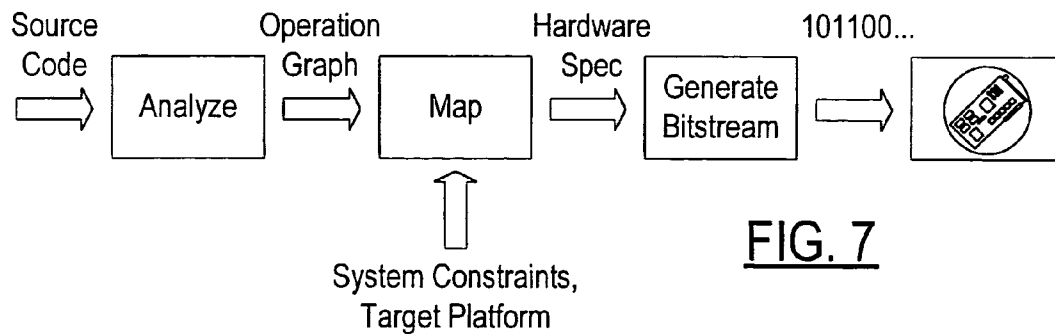 Source
Code
Operation
Graph
Hardware
Spec
101100...
Analyze
Map
Generate
Bitstream
System Constraints,
Target Platform
FIG. 7